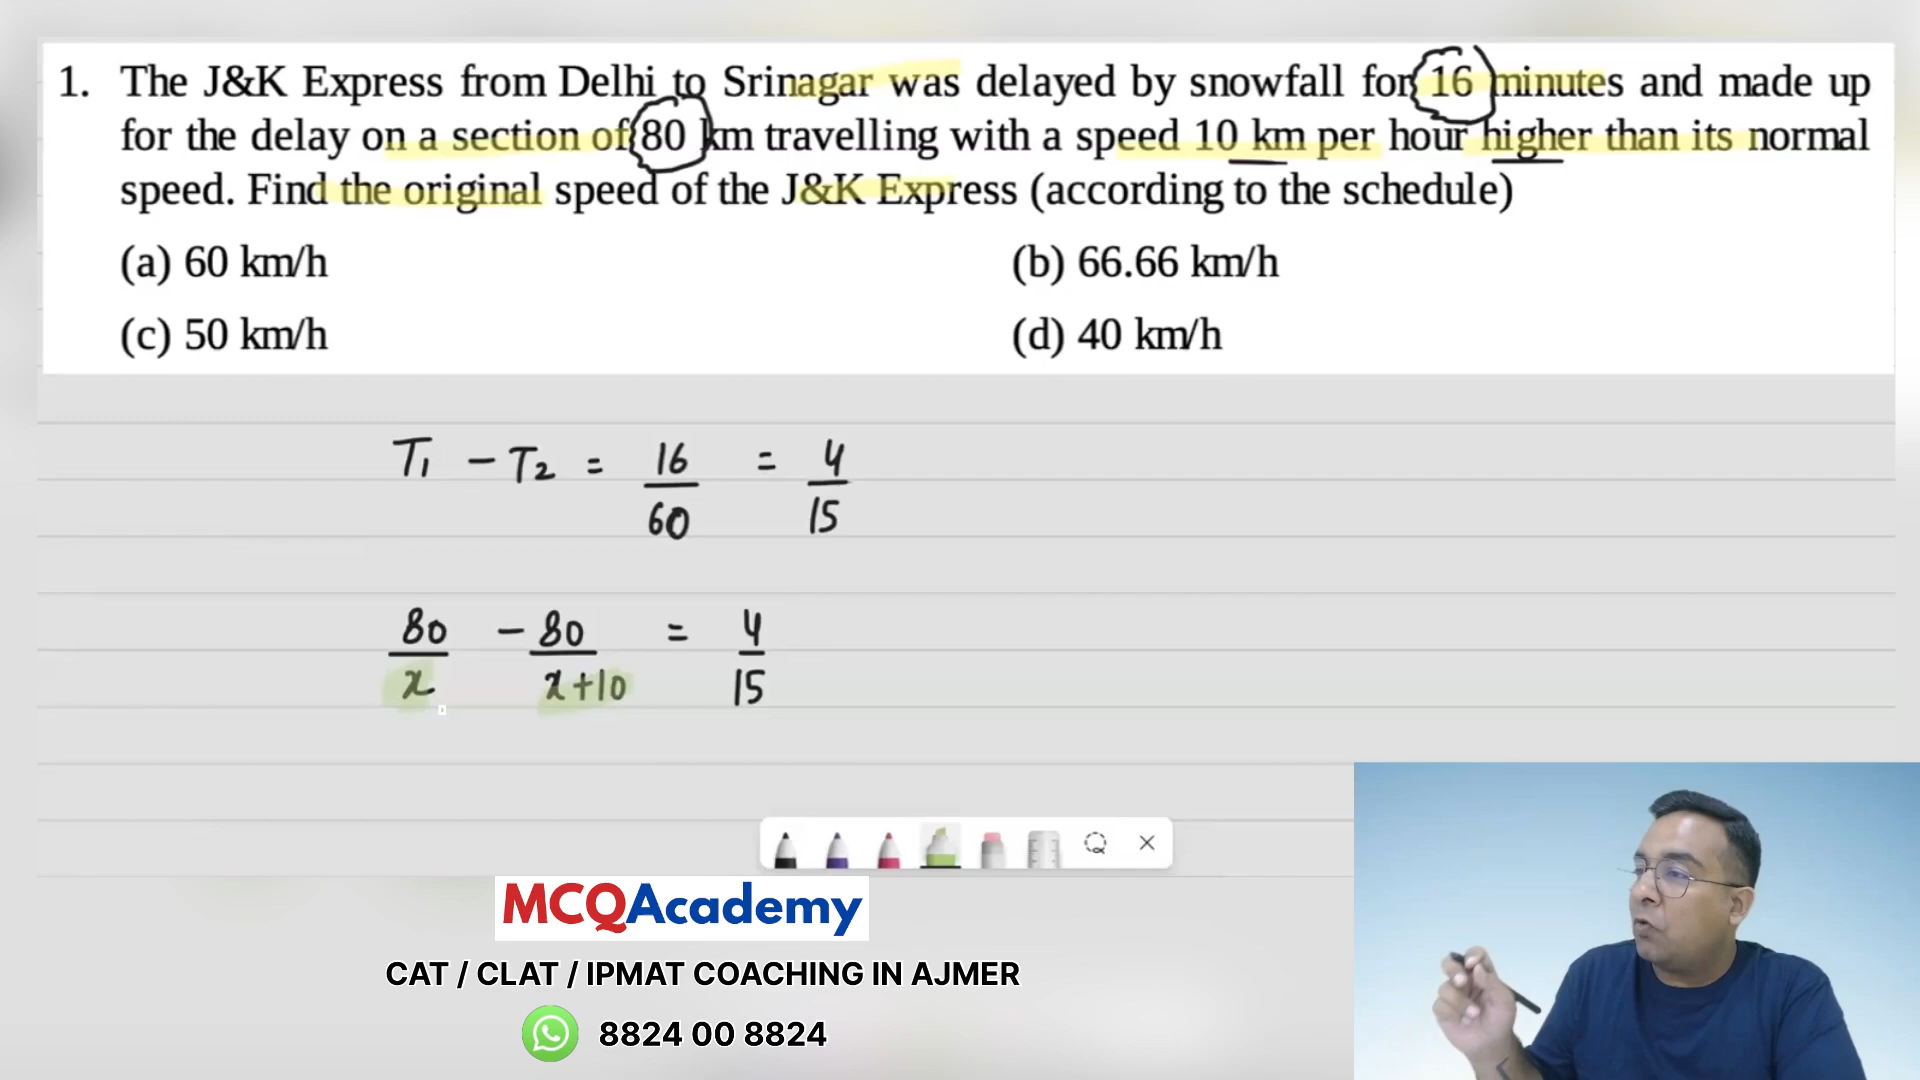 1. The J&K Express from Delhi to Srinagar was delayed by snowfall for 16 minutes and made up
for the delay on a section of 80 km travelling with a speed 10 km per hour higher than its normal
speed. Find the original speed of the J&K Express (according to the schedule)
(a) 60 km/h (b) 66.66 km/h
(c) 50 km/h (d) 40 km/h
T1 - T2 = 16/60 = 4/15
80/x - 80/x+10 = 4/15
MCQAcademy
CAT / CLAT / IPMAT COACHING IN AJMER
8824 00 8824